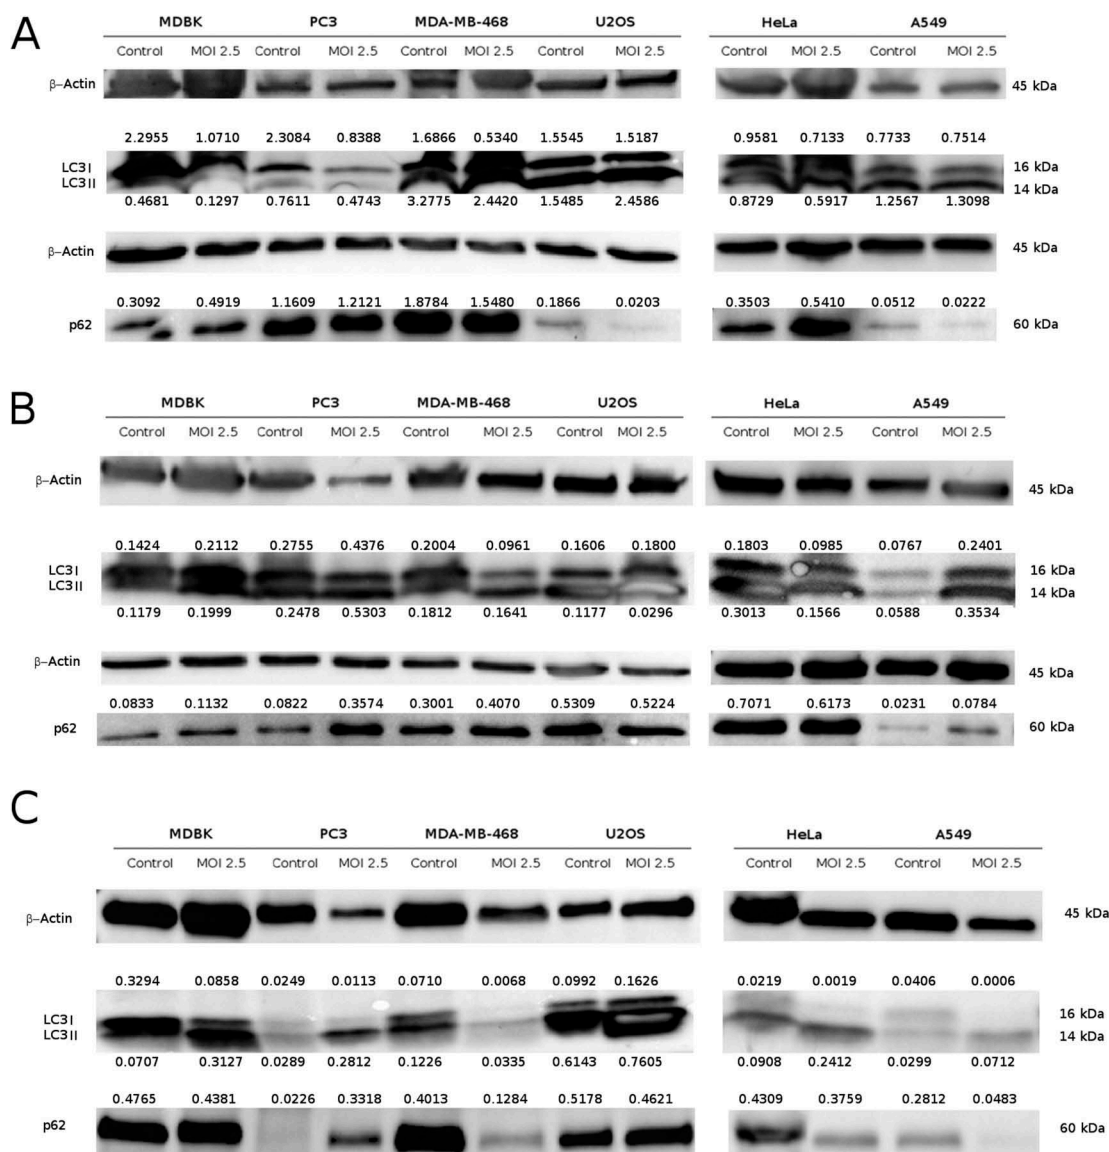 A
MDBK PC3 MDA-MB-468 U2OS HeLa A549
Control MOI 2.5 Control MOI 2.5 Control MOI 2.5 Control MOI 2.5 Control MOI 2.5 Control MOI 2.5
β–Actin 45 kDa
2.2955 1.0710 2.3084 0.8388 1.6866 0.5340 1.5545 1.5187 0.9581 0.7133 0.7733 0.7514
LC3I 16 kDa
LC3II 14 kDa
0.4681 0.1297 0.7611 0.4743 3.2775 2.4420 1.5485 2.4586 0.8729 0.5917 1.2567 1.3098
β–Actin 45 kDa
0.3092 0.4919 1.1609 1.2121 1.8784 1.5480 0.1866 0.0203 0.3503 0.5410 0.0512 0.0222
p62 60 kDa
B
MDBK PC3 MDA-MB-468 U2OS HeLa A549
Control MOI 2.5 Control MOI 2.5 Control MOI 2.5 Control MOI 2.5 Control MOI 2.5 Control MOI 2.5
β–Actin 45 kDa
0.1424 0.2112 0.2755 0.4376 0.2004 0.0961 0.1606 0.1800 0.1803 0.0985 0.0767 0.2401
LC3I 16 kDa
LC3II 14 kDa
0.1179 0.1999 0.2478 0.5303 0.1812 0.1641 0.1177 0.0296 0.3013 0.1566 0.0588 0.3534
β–Actin 45 kDa
0.0833 0.1132 0.0822 0.3574 0.3001 0.4070 0.5309 0.5224 0.7071 0.6173 0.0231 0.0784
p62 60 kDa
C
MDBK PC3 MDA-MB-468 U2OS HeLa A549
Control MOI 2.5 Control MOI 2.5 Control MOI 2.5 Control MOI 2.5 Control MOI 2.5 Control MOI 2.5
β–Actin 45 kDa
0.3294 0.0858 0.0249 0.0113 0.0710 0.0068 0.0992 0.1626 0.0219 0.0019 0.0406 0.0006
LC3I 16 kDa
LC3II 14 kDa
0.0707 0.3127 0.0289 0.2812 0.1226 0.0335 0.6143 0.7605 0.0908 0.2412 0.0299 0.0712
0.4765 0.4381 0.0226 0.3318 0.4013 0.1284 0.5178 0.4621 0.4309 0.3759 0.2812 0.0483
p62 60 kDa